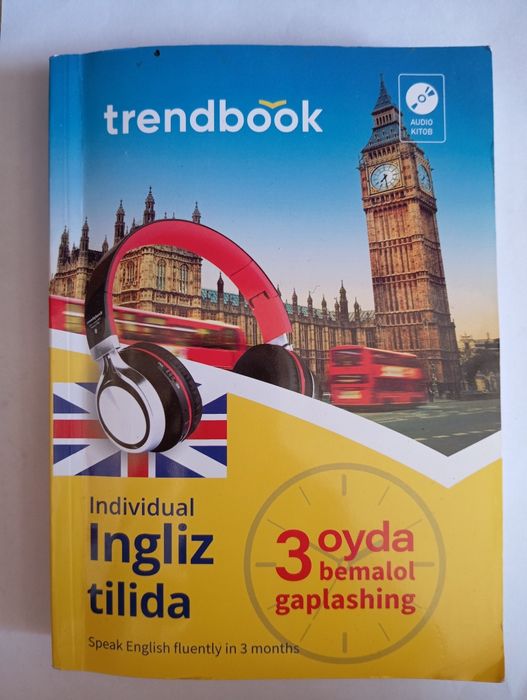 trendbook
AUDIO
KITOB
Individual
Ingliz
tilida
3 oyda
bemalol
gaplashing
Speak English fluently in 3 months